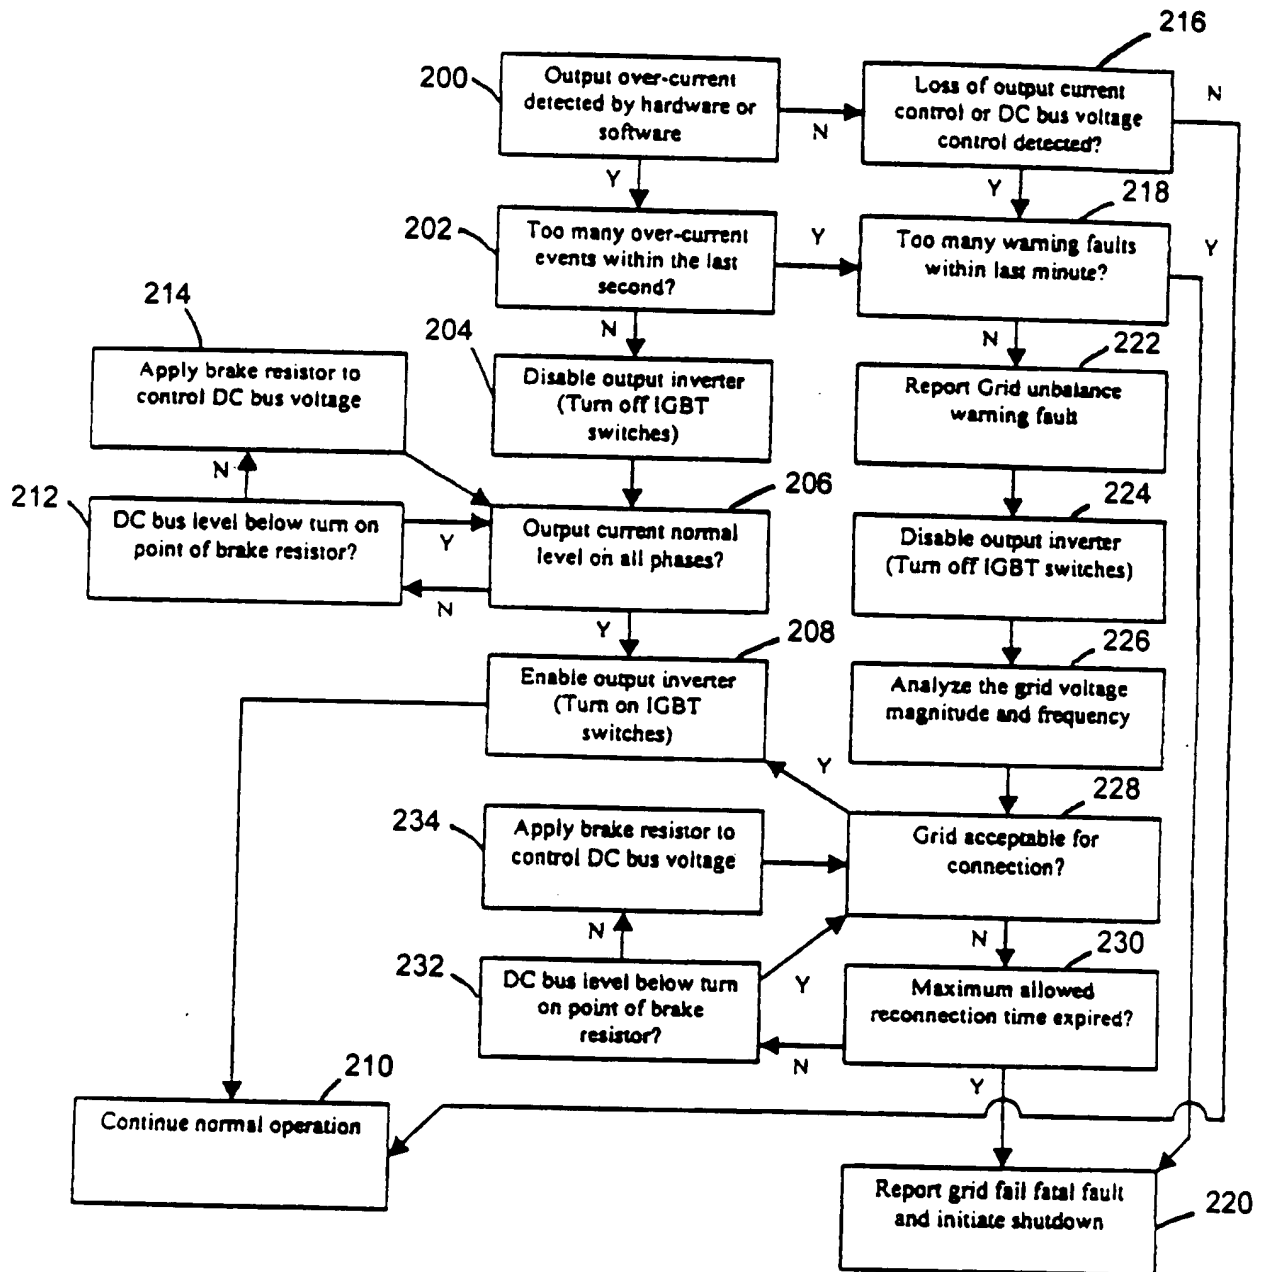 216
200
Output over-current
detected by hardware or
software
N
Loss of output current
control or DC bus voltage
control detected?
N
Y
Y
218
202
Too many over-current
events within the last
second?
Y
Too many warning faults
within last minute?
Y
214
N
204
N
222
Apply brake resistor to
control DC bus voltage
Disable output inverter
(Turn off IGBT
switches)
Report Grid unbalance
warning fault
N
206
224
212
DC bus level below turn on
point of brake resistor?
Y
N
Output current normal
level on all phases?
Disable output inverter
(Turn off IGBT switches)
Y
208
226
Enable output inverter
(Turn on IGBT
switches)
Analyze the grid voltage
magnitude and frequency
Y
228
234
Apply brake resistor to
control DC bus voltage
Grid acceptable for
connection?
N
N
230
232
DC bus level below turn
on point of brake
resistor?
Y
N
Maximum allowed
reconnection time expired?
Y
210
Continue normal operation
Report grid fail fatal fault
and initiate shutdown
220